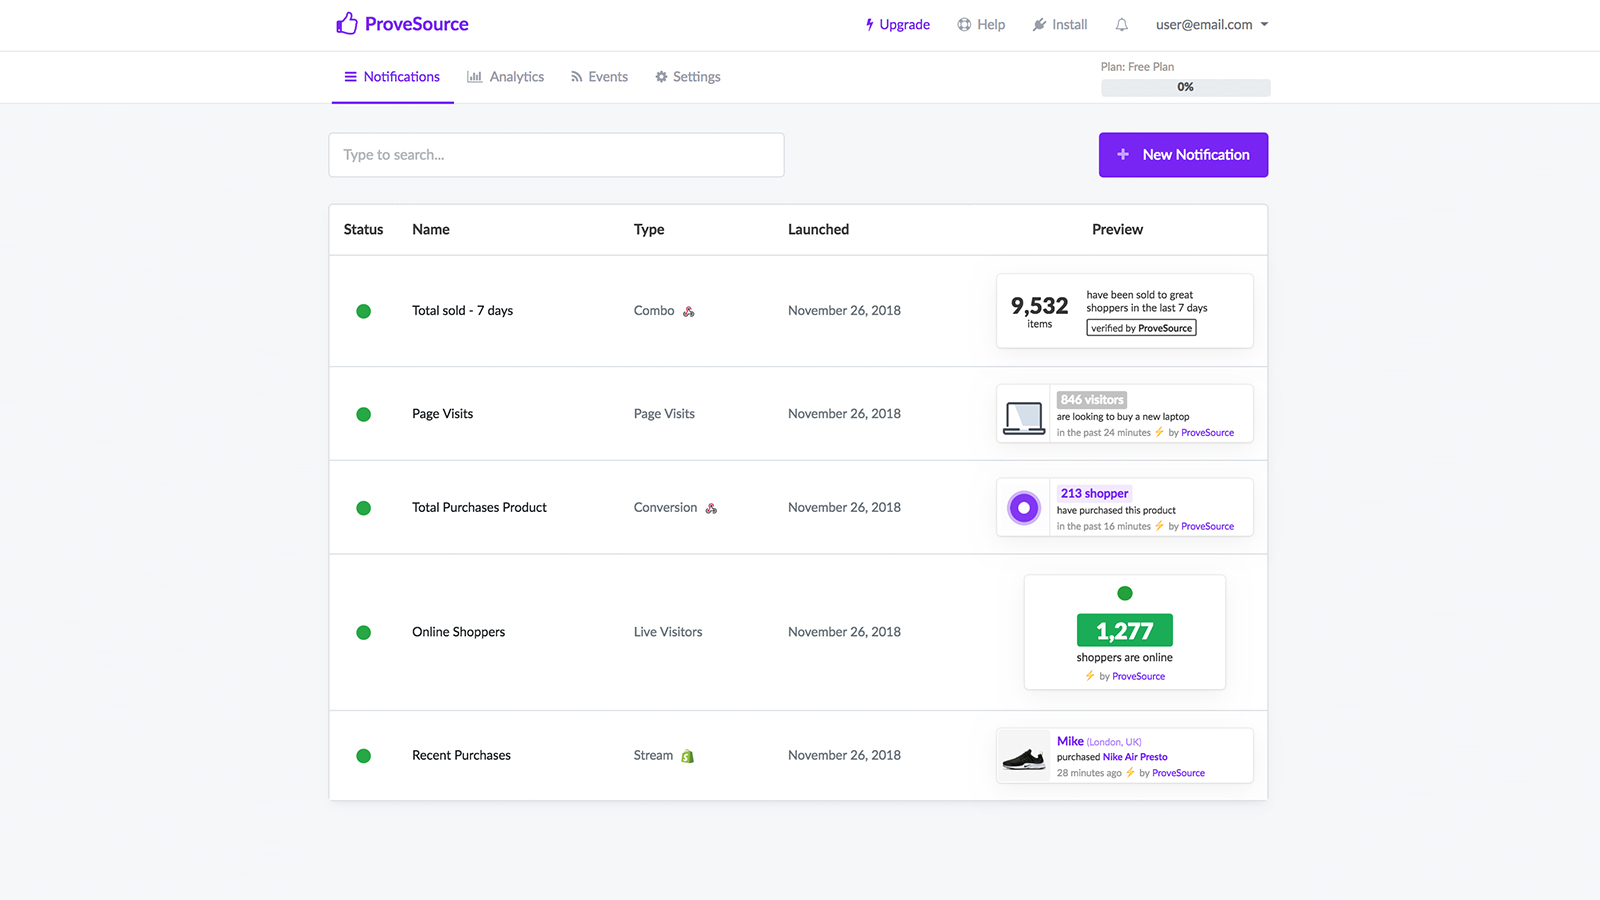 ProveSource
Upgrade
Help
Install
user@email.com
Notifications
Analytics
Events
Settings
Plan: Free Plan
0%
Type to search...
+ New Notification
Status Name Type Launched Preview
Total sold - 7 days Combo November 26, 2018
9,532
items
have been sold to great
shoppers in the last 7 days
verified by ProveSource
Page Visits Page Visits November 26, 2018
846 visitors
are looking to buy a new laptop
in the past 24 minutes ⚡ by ProveSource
Total Purchases Product Conversion November 26, 2018
213 shopper
have purchased this product
in the past 16 minutes ⚡ by ProveSource
Online Shoppers Live Visitors November 26, 2018
1,277
shoppers are online
⚡ by ProveSource
Recent Purchases Stream November 26, 2018
Mike (London, UK)
purchased Nike Air Presto
28 minutes ago ⚡ by ProveSource